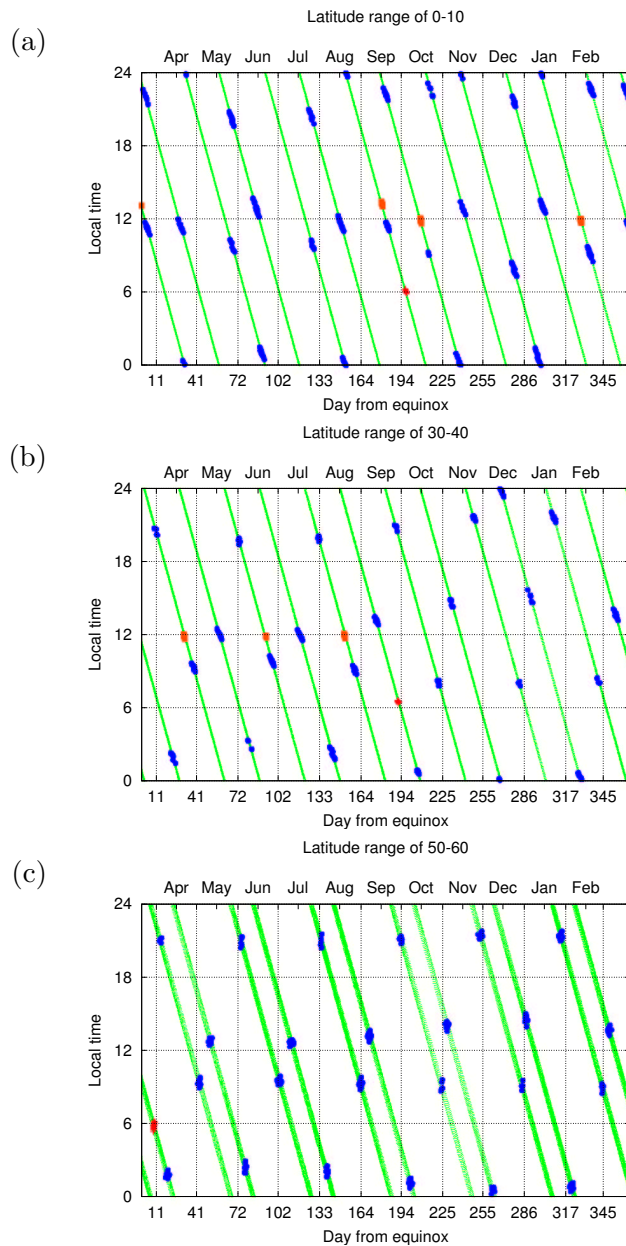 Latitude range of 0-10
(a)
Apr May Jun Jul Aug Sep Oct Nov Dec Jan Feb
24
18
12
6
0
Local time
11 41 72 102 133 164 194 225 255 286 317 345
Day from equinox
Latitude range of 30-40
(b)
Apr May Jun Jul Aug Sep Oct Nov Dec Jan Feb
24
18
12
6
0
Local time
11 41 72 102 133 164 194 225 255 286 317 345
Day from equinox
Latitude range of 50-60
(c)
Apr May Jun Jul Aug Sep Oct Nov Dec Jan Feb
24
18
12
6
0
Local time
11 41 72 102 133 164 194 225 255 286 317 345
Day from equinox